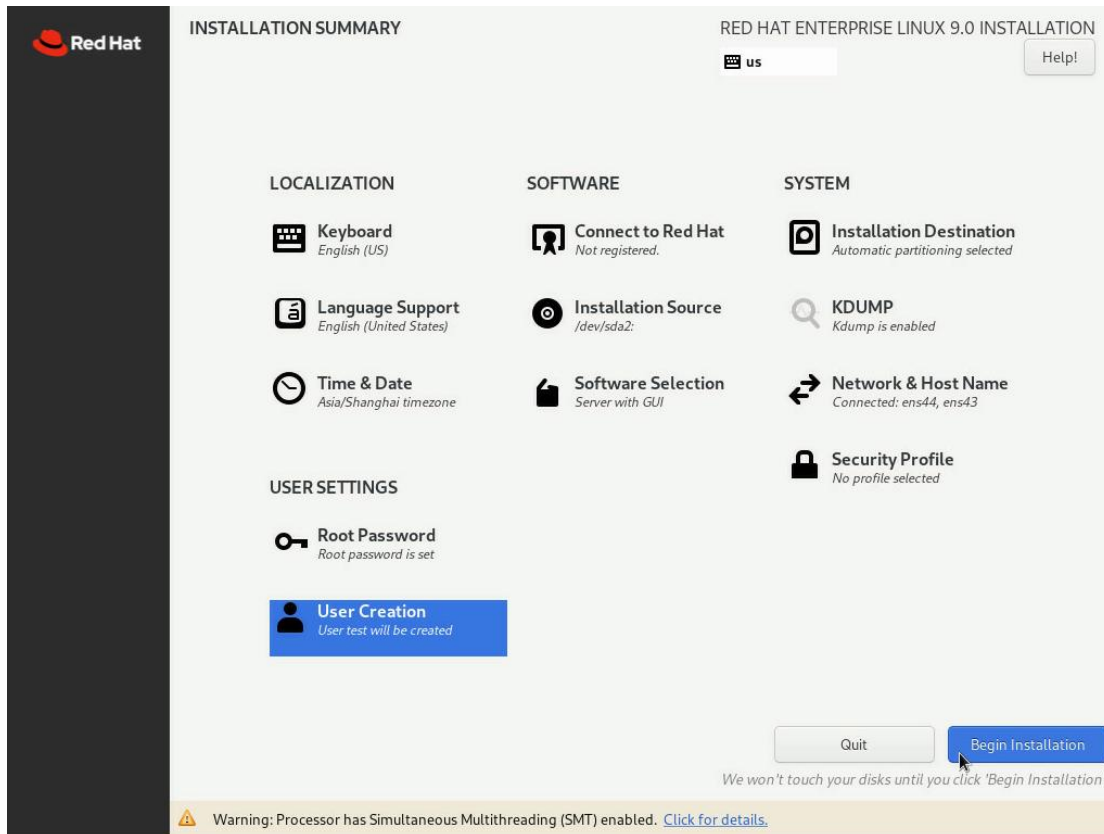 Red Hat
INSTALLATION SUMMARY
RED HAT ENTERPRISE LINUX 9.0 INSTALLATION
us
Help!
LOCALIZATION
Keyboard
English (US)
Language Support
English (United States)
Time & Date
Asia/Shanghai timezone
SOFTWARE
Connect to Red Hat
Not registered.
Installation Source
/dev/sda2:
Software Selection
Server with GUI
SYSTEM
Installation Destination
Automatic partitioning selected
KDUMP
Kdump is enabled
Network & Host Name
Connected: ens44, ens43
Security Profile
No profile selected
USER SETTINGS
Root Password
Root password is set
User Creation
User test will be created
Quit
Begin Installation
We won't touch your disks until you click 'Begin Installation
Warning: Processor has Simultaneous Multithreading (SMT) enabled. Click for details.